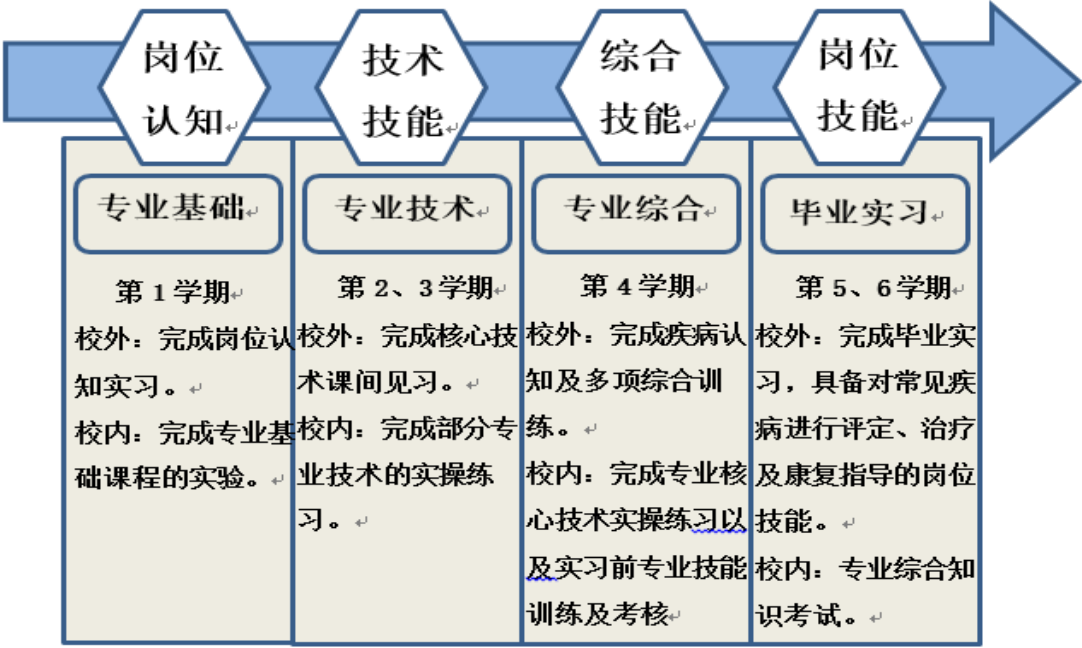 岗位
认知
技术
技能
综合
技能
岗位
技能
专业基础
第1学期
校外：完成岗位认
知实习。
校内：完成专业基
础课程的实验。
专业技术
第2、3学期
校外：完成核心技
术课间见习。
校内：完成部分专
业技术的实操练
习。
专业综合
第4学期
校外：完成疾病认
知及多项综合训
练。
校内：完成专业核
心技术实操练习以
及实习前专业技能
训练及考核
毕业实习
第5、6学期
校外：完成毕业实
习，具备对常见疾
病进行评定、治疗
及康复指导的岗位
技能。
校内：专业综合知
识考试。